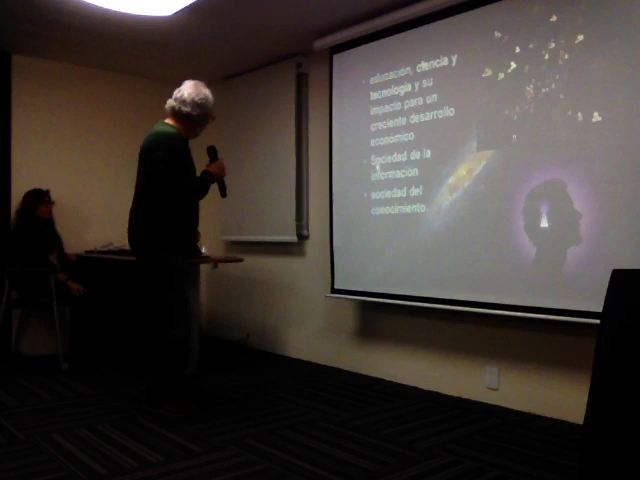 educación, ciencia y
tecnología y su
impacto para un
creciente desarrollo
económico
Sociedad de la
información
sociedad del
conocimiento